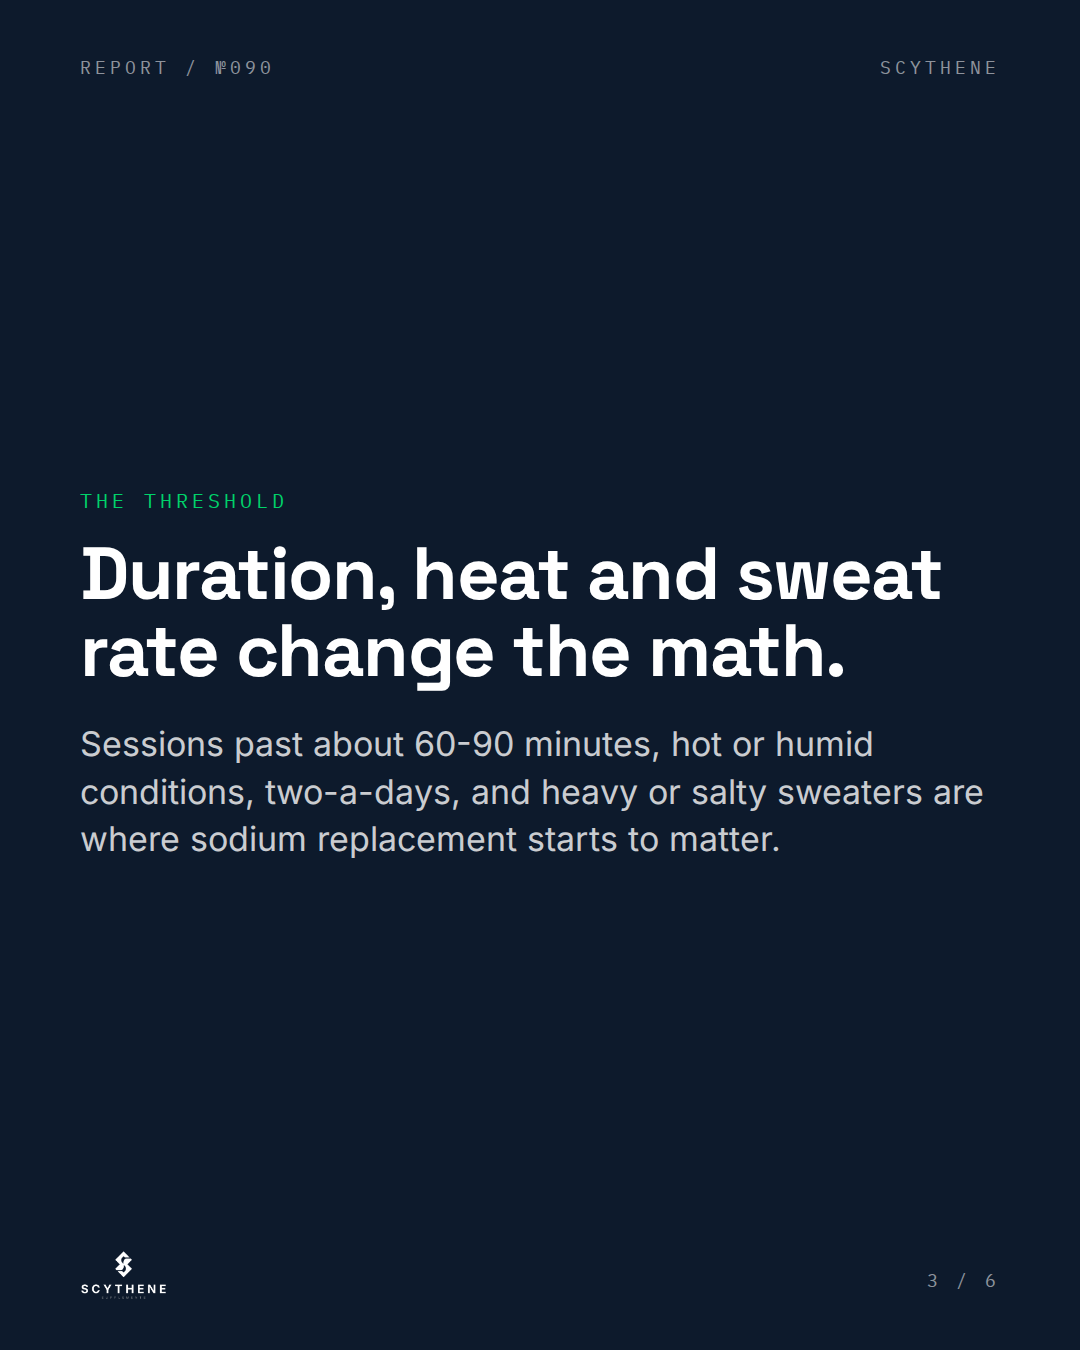 REPORT / №090
SCYTHENE
THE THRESHOLD
Duration, heat and sweat
rate change the math.
Sessions past about 60-90 minutes, hot or humid
conditions, two-a-days, and heavy or salty sweaters are
where sodium replacement starts to matter.
SCYTHENE
3 / 6